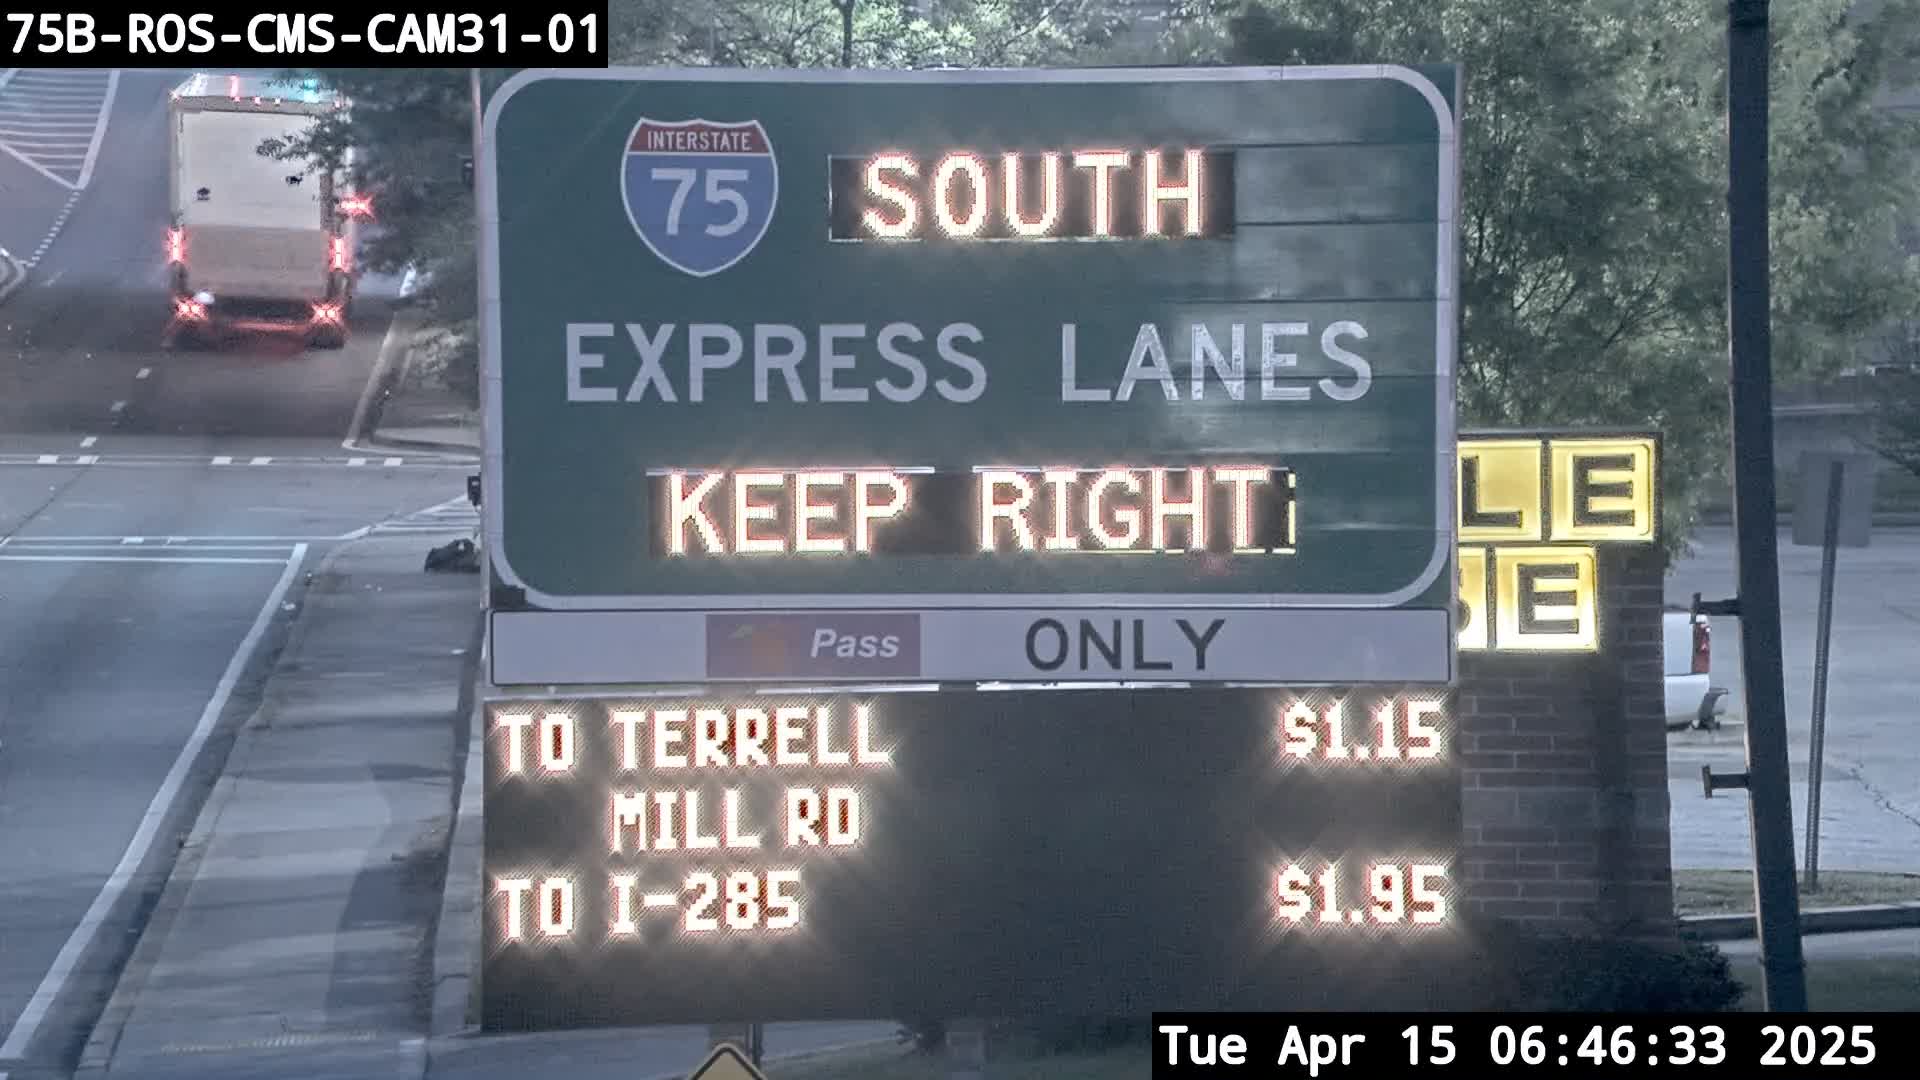 75B-ROS-CMS-CAM31-01
INTERSTATE
75
SOUTH
EXPRESS LANES
KEEP RIGHT
Pass ONLY
TO TERRELL $1.15
MILL RD
TO I-285 $1.95
LE
E
Tue Apr 15 06:46:33 2025